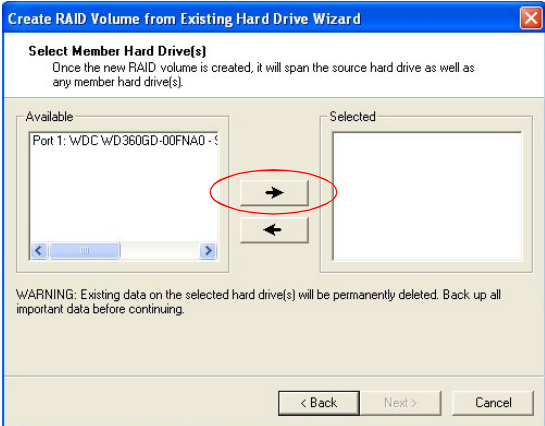 Create RAID Volume from Existing Hard Drive Wizard
Select Member Hard Drive(s)
Once the new RAID volume is created, it will span the source hard drive as well as
any member hard drive(s).
Available
Selected
Port 1: WDC WD360GD-00FNA0 -
WARNING: Existing data on the selected hard drive(s) will be permanently deleted. Back up all
important data before continuing.
< Back
Next >
Cancel